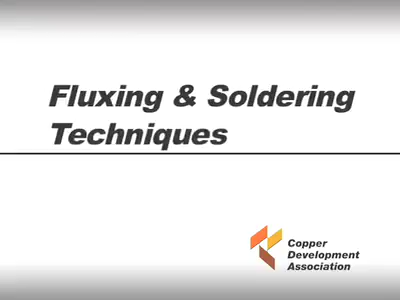 Fluxing & Soldering
Techniques
Copper
Development
Association